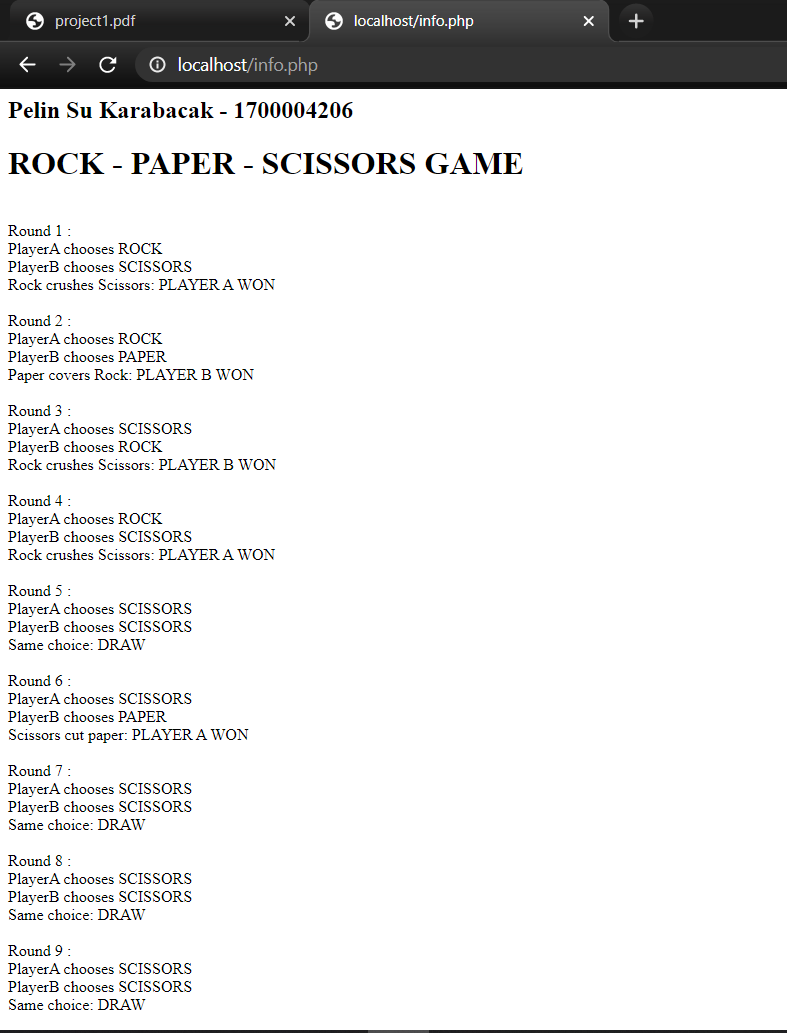 project1.pdf
localhost/info.php
localhost/info.php
Pelin Su Karabacak - 1700004206
ROCK - PAPER - SCISSORS GAME
Round 1 :
PlayerA chooses ROCK
PlayerB chooses SCISSORS
Rock crushes Scissors: PLAYER A WON
Round 2 :
PlayerA chooses ROCK
PlayerB chooses PAPER
Paper covers Rock: PLAYER B WON
Round 3 :
PlayerA chooses SCISSORS
PlayerB chooses ROCK
Rock crushes Scissors: PLAYER B WON
Round 4 :
PlayerA chooses ROCK
PlayerB chooses SCISSORS
Rock crushes Scissors: PLAYER A WON
Round 5 :
PlayerA chooses SCISSORS
PlayerB chooses SCISSORS
Same choice: DRAW
Round 6 :
PlayerA chooses SCISSORS
PlayerB chooses PAPER
Scissors cut paper: PLAYER A WON
Round 7 :
PlayerA chooses SCISSORS
PlayerB chooses SCISSORS
Same choice: DRAW
Round 8 :
PlayerA chooses SCISSORS
PlayerB chooses SCISSORS
Same choice: DRAW
Round 9 :
PlayerA chooses SCISSORS
PlayerB chooses SCISSORS
Same choice: DRAW